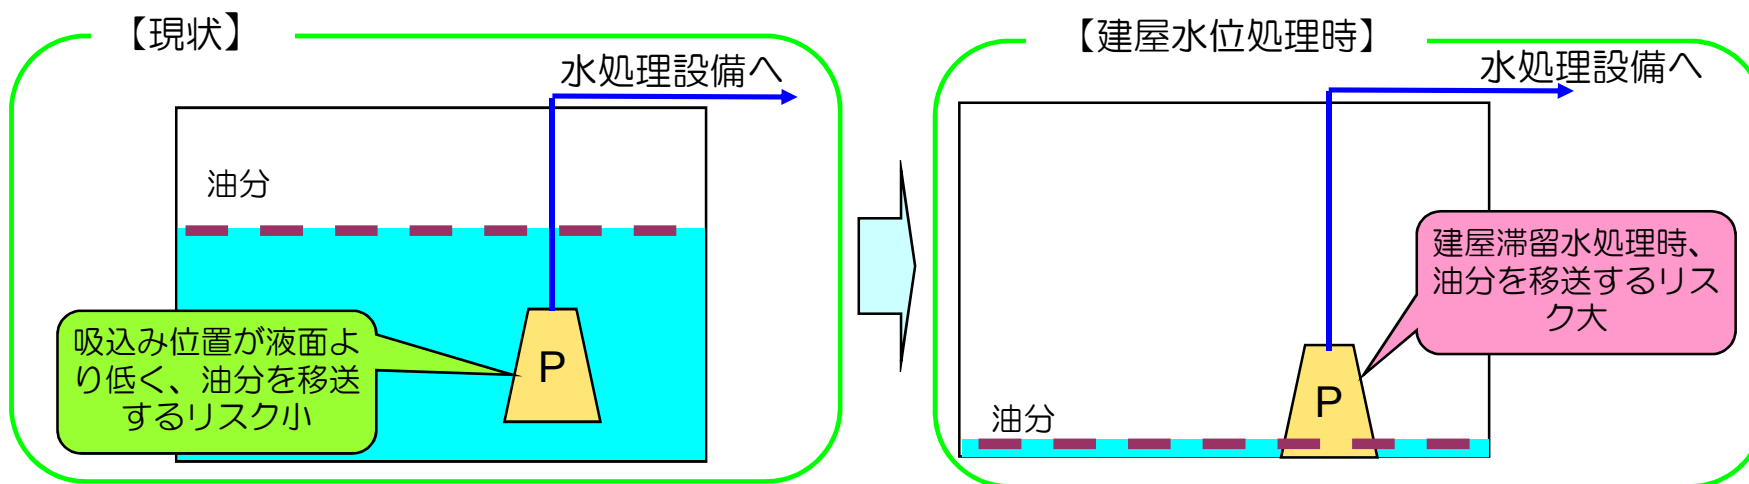 【現状】
水処理設備へ
油分
吸込み位置が液面よ
り低く、油分を移送
するリスク小
P
【建屋水位処理時】
水処理設備へ
建屋滞留水処理時、
油分を移送するリス
ク大
P
油分